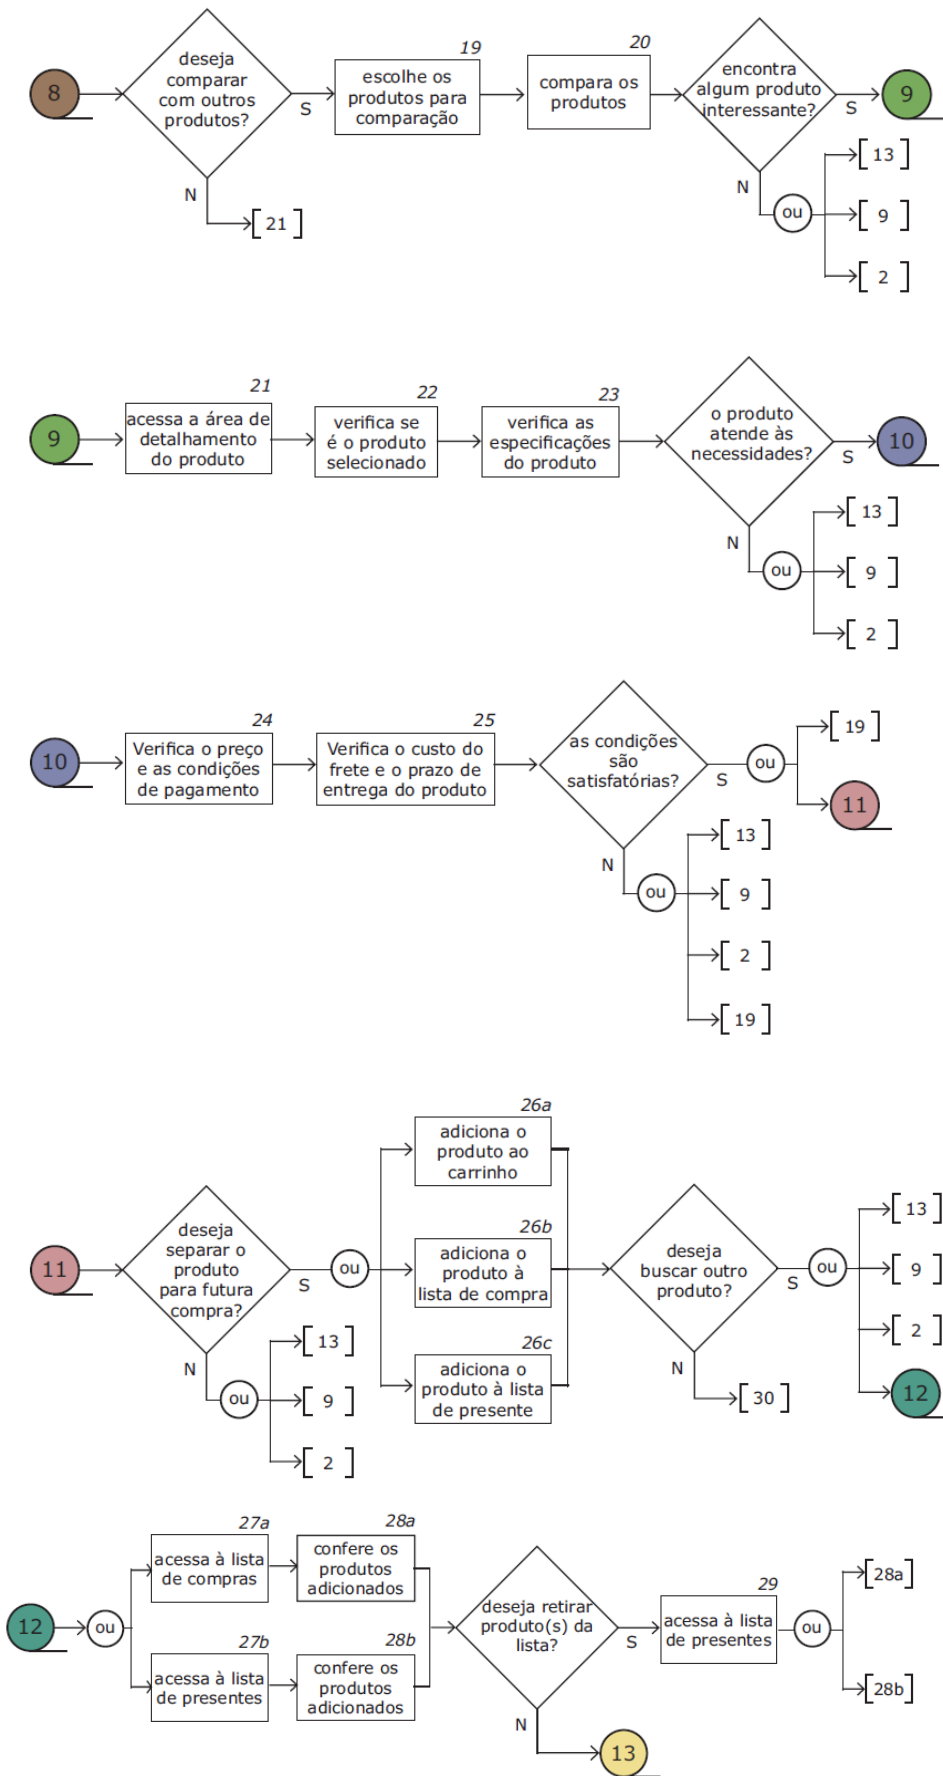 8
deseja
comparar
com outros
produtos?
S
N
[ 21 ]
19
escolhe os
produtos para
comparação
20
compara os
produtos
encontra
algum produto
interessante?
S
9
N
ou
[ 13 ]
[ 9 ]
[ 2 ]
9
21
acessa a área de
detalhamento
do produto
22
verifica se
é o produto
selecionado
23
verifica as
especificações
do produto
o produto
atende às
necessidades?
S
10
N
ou
[ 13 ]
[ 9 ]
[ 2 ]
10
24
Verifica o preço
e as condições
de pagamento
25
Verifica o custo do
frete e o prazo de
entrega do produto
as condições
são
satisfatórias?
S
ou
[ 19 ]
11
N
ou
[ 13 ]
[ 9 ]
[ 2 ]
[ 19 ]
11
deseja
separar o
produto
para futura
compra?
S
ou
N
ou
[ 13 ]
[ 9 ]
[ 2 ]
26a
adiciona o
produto ao
carrinho
26b
adiciona o
produto à
lista de compra
26c
adiciona o
produto à lista
de presente
deseja
buscar outro
produto?
S
ou
[ 13 ]
[ 9 ]
[ 2 ]
12
N
[ 30 ]
12
ou
27a
acessa à lista
de compras
28a
confere os
produtos
adicionados
27b
acessa à lista
de presentes
28b
confere os
produtos
adicionados
deseja retirar
produto(s) da
lista?
S
29
acessa à lista
de presentes
ou
[28a]
[28b]
N
13